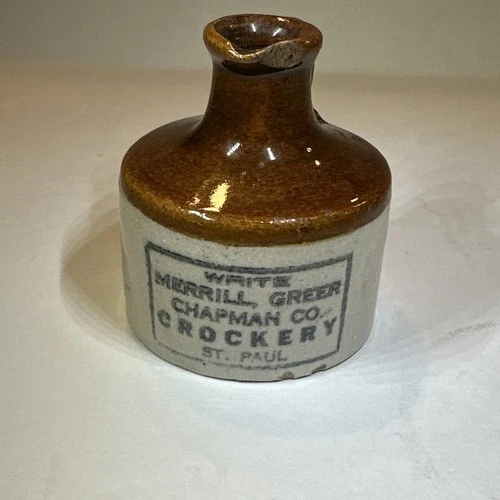 WRITE
MERRILL, GREER
CHAPMAN CO.
CROCKERY
ST. PAUL